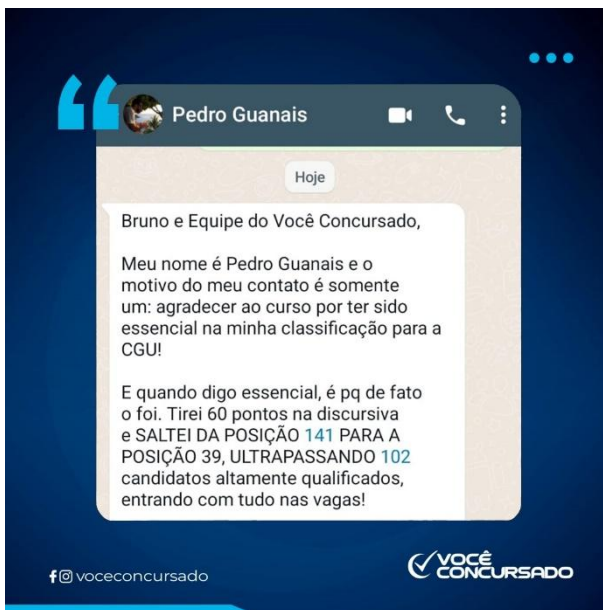 Pedro Guanais
Hoje
Bruno e Equipe do Você Concursado,
Meu nome é Pedro Guanais e o
motivo do meu contato é somente
um: agradecer ao curso por ter sido
essencial na minha classificação para a
CGU!
E quando digo essencial, é pq de fato
o foi. Tirei 60 pontos na discursiva
e SALTEI DA POSIÇÃO 141 PARA A
POSIÇÃO 39, ULTRAPASSANDO 102
candidatos altamente qualificados,
entrando com tudo nas vagas!
voceconcursado
VOCÊ
CONCURSADO